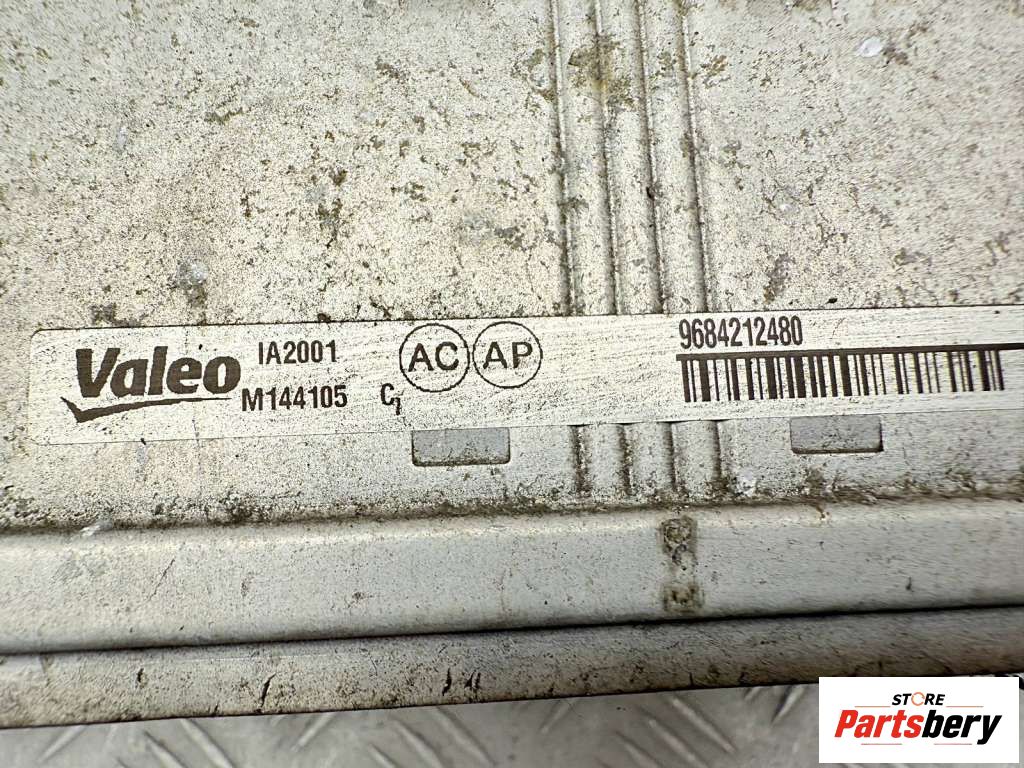 Valeo
IA2001
M144105
C1
AC
AP
9684212480
STORE
Partsbery